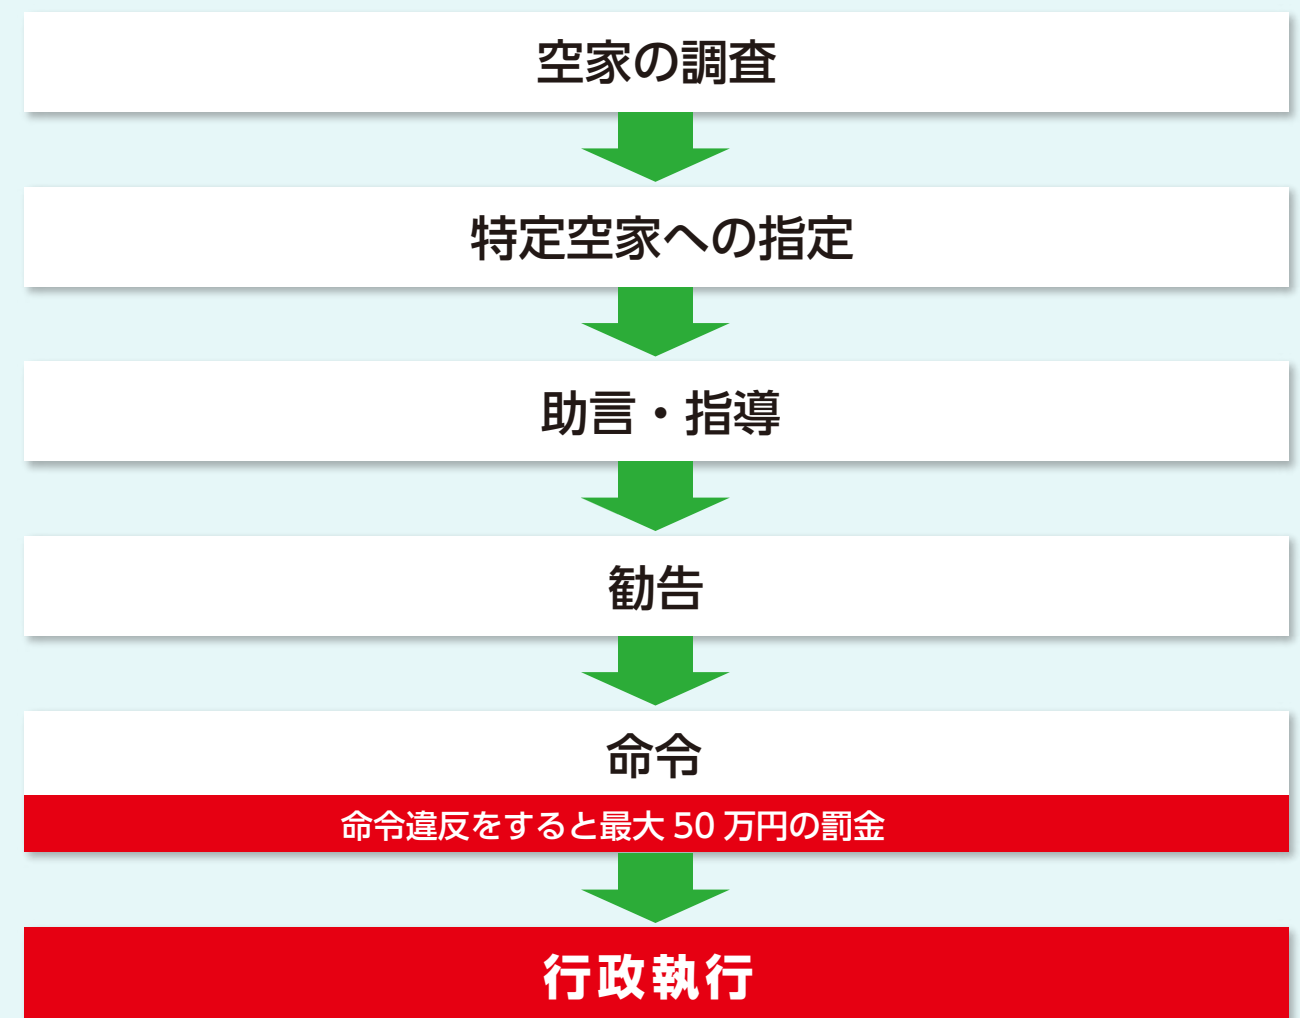 空家の調査
特定空家への指定
助言・指導
勧告
命令
命令違反をすると最大 50 万円の罰金
行政執行